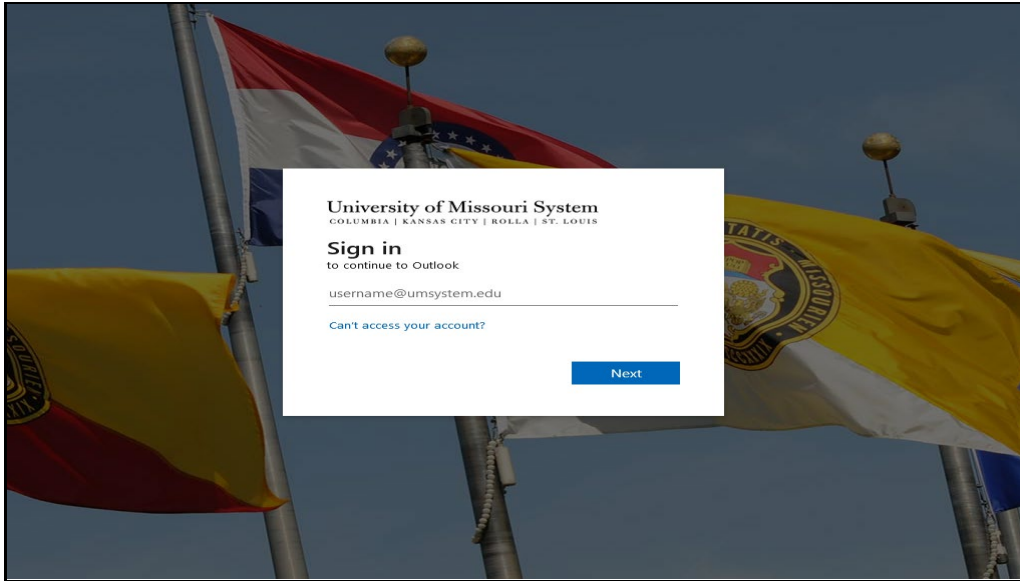 University of Missouri System
COLUMBIA | KANSAS CITY | ROLLA | ST. LOUIS
Sign in
to continue to Outlook
username@umsystem.edu
Can't access your account?
Next